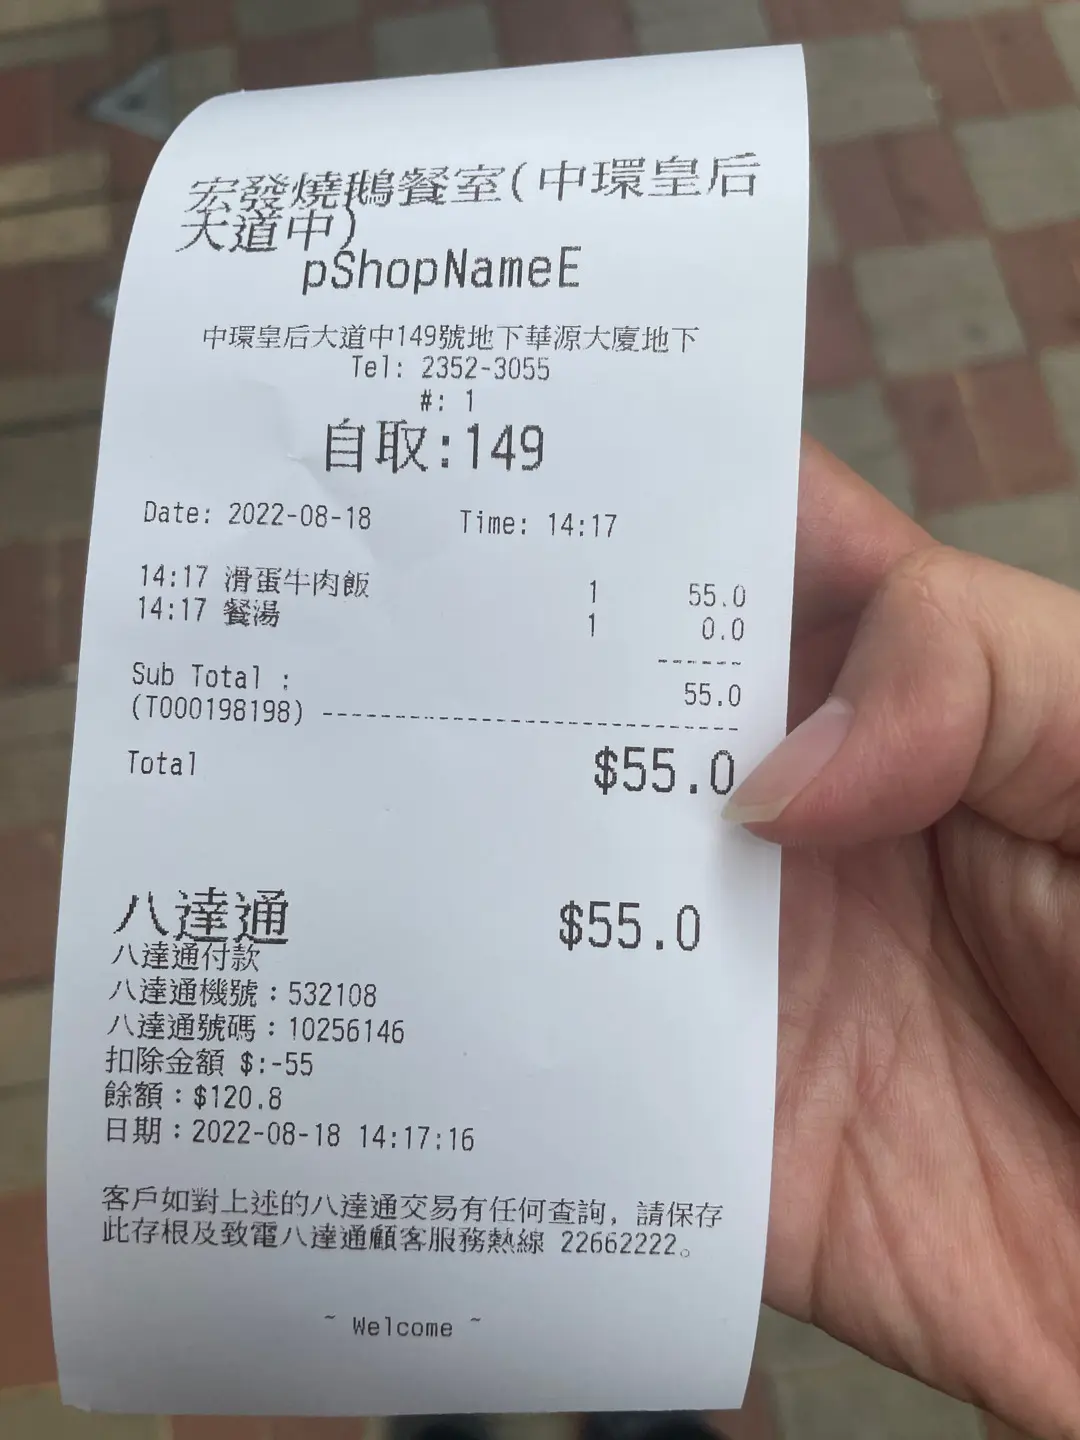 宏發燒鵝餐室(中環皇后
大道中)
pShopNameE
中環皇后大道中149號地下華源大廈地下
Tel: 2352-3055
#: 1
自取:149
Date: 2022-08-18 Time: 14:17
14:17 滑蛋牛肉飯 1 55.0
14:17 餐湯 1 0.0
------
Sub Total : 55.0
(T000198198) ----------------------------
Total $55.0
八達通 $55.0
八達通付款
八達通機號：532108
八達通號碼：10256146
扣除金額 $:-55
餘額：$120.8
日期：2022-08-18 14:17:16
客戶如對上述的八達通交易有任何查詢，請保存
此存根及致電八達通顧客服務熱線 22662222。
~ Welcome ~